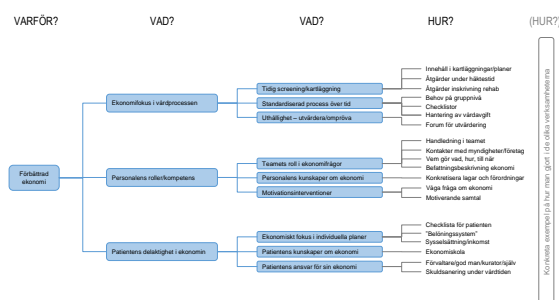 VARFÖR?
VAD?
VAD?
HUR?
(HUR?)
Förbättrad
ekonomi
Ekonomifokus i vårdprocessen
Tidig screening/kartläggning
Innehåll i kartläggningar/planer
Åtgärder under häktestid
Åtgärder inskrivning rehab
Standardiserad process över tid
Behov på gruppnivå
Checklistor
Uthållighet – utvärdera/ompröva
Hantering av vårdavgift
Forum för utvärdering
Personalens roller/kompetens
Teamets roll i ekonomifrågor
Handledning i teamet
Kontakter med myndigheter/företag
Vem gör vad, hur, till när
Befattningsbeskrivning ekonomi
Personalens kunskaper om ekonomi
Konkretisera lagar och förordningar
Motivationsinterventioner
Våga fråga om ekonomi
Motiverande samtal
Patientens delaktighet i ekonomin
Ekonomiskt fokus i individuella planer
Checklista för patienten
"Belöningssystem"
Sysselsättning/inkomst
Patientens kunskaper om ekonomi
Ekonomiskola
Patientens ansvar för sin ekonomi
Förvaltare/god man/kurator/själv
Skuldsanering under vårdtiden
Konkreta exempel på hur man gjort i de olika verksamheterna